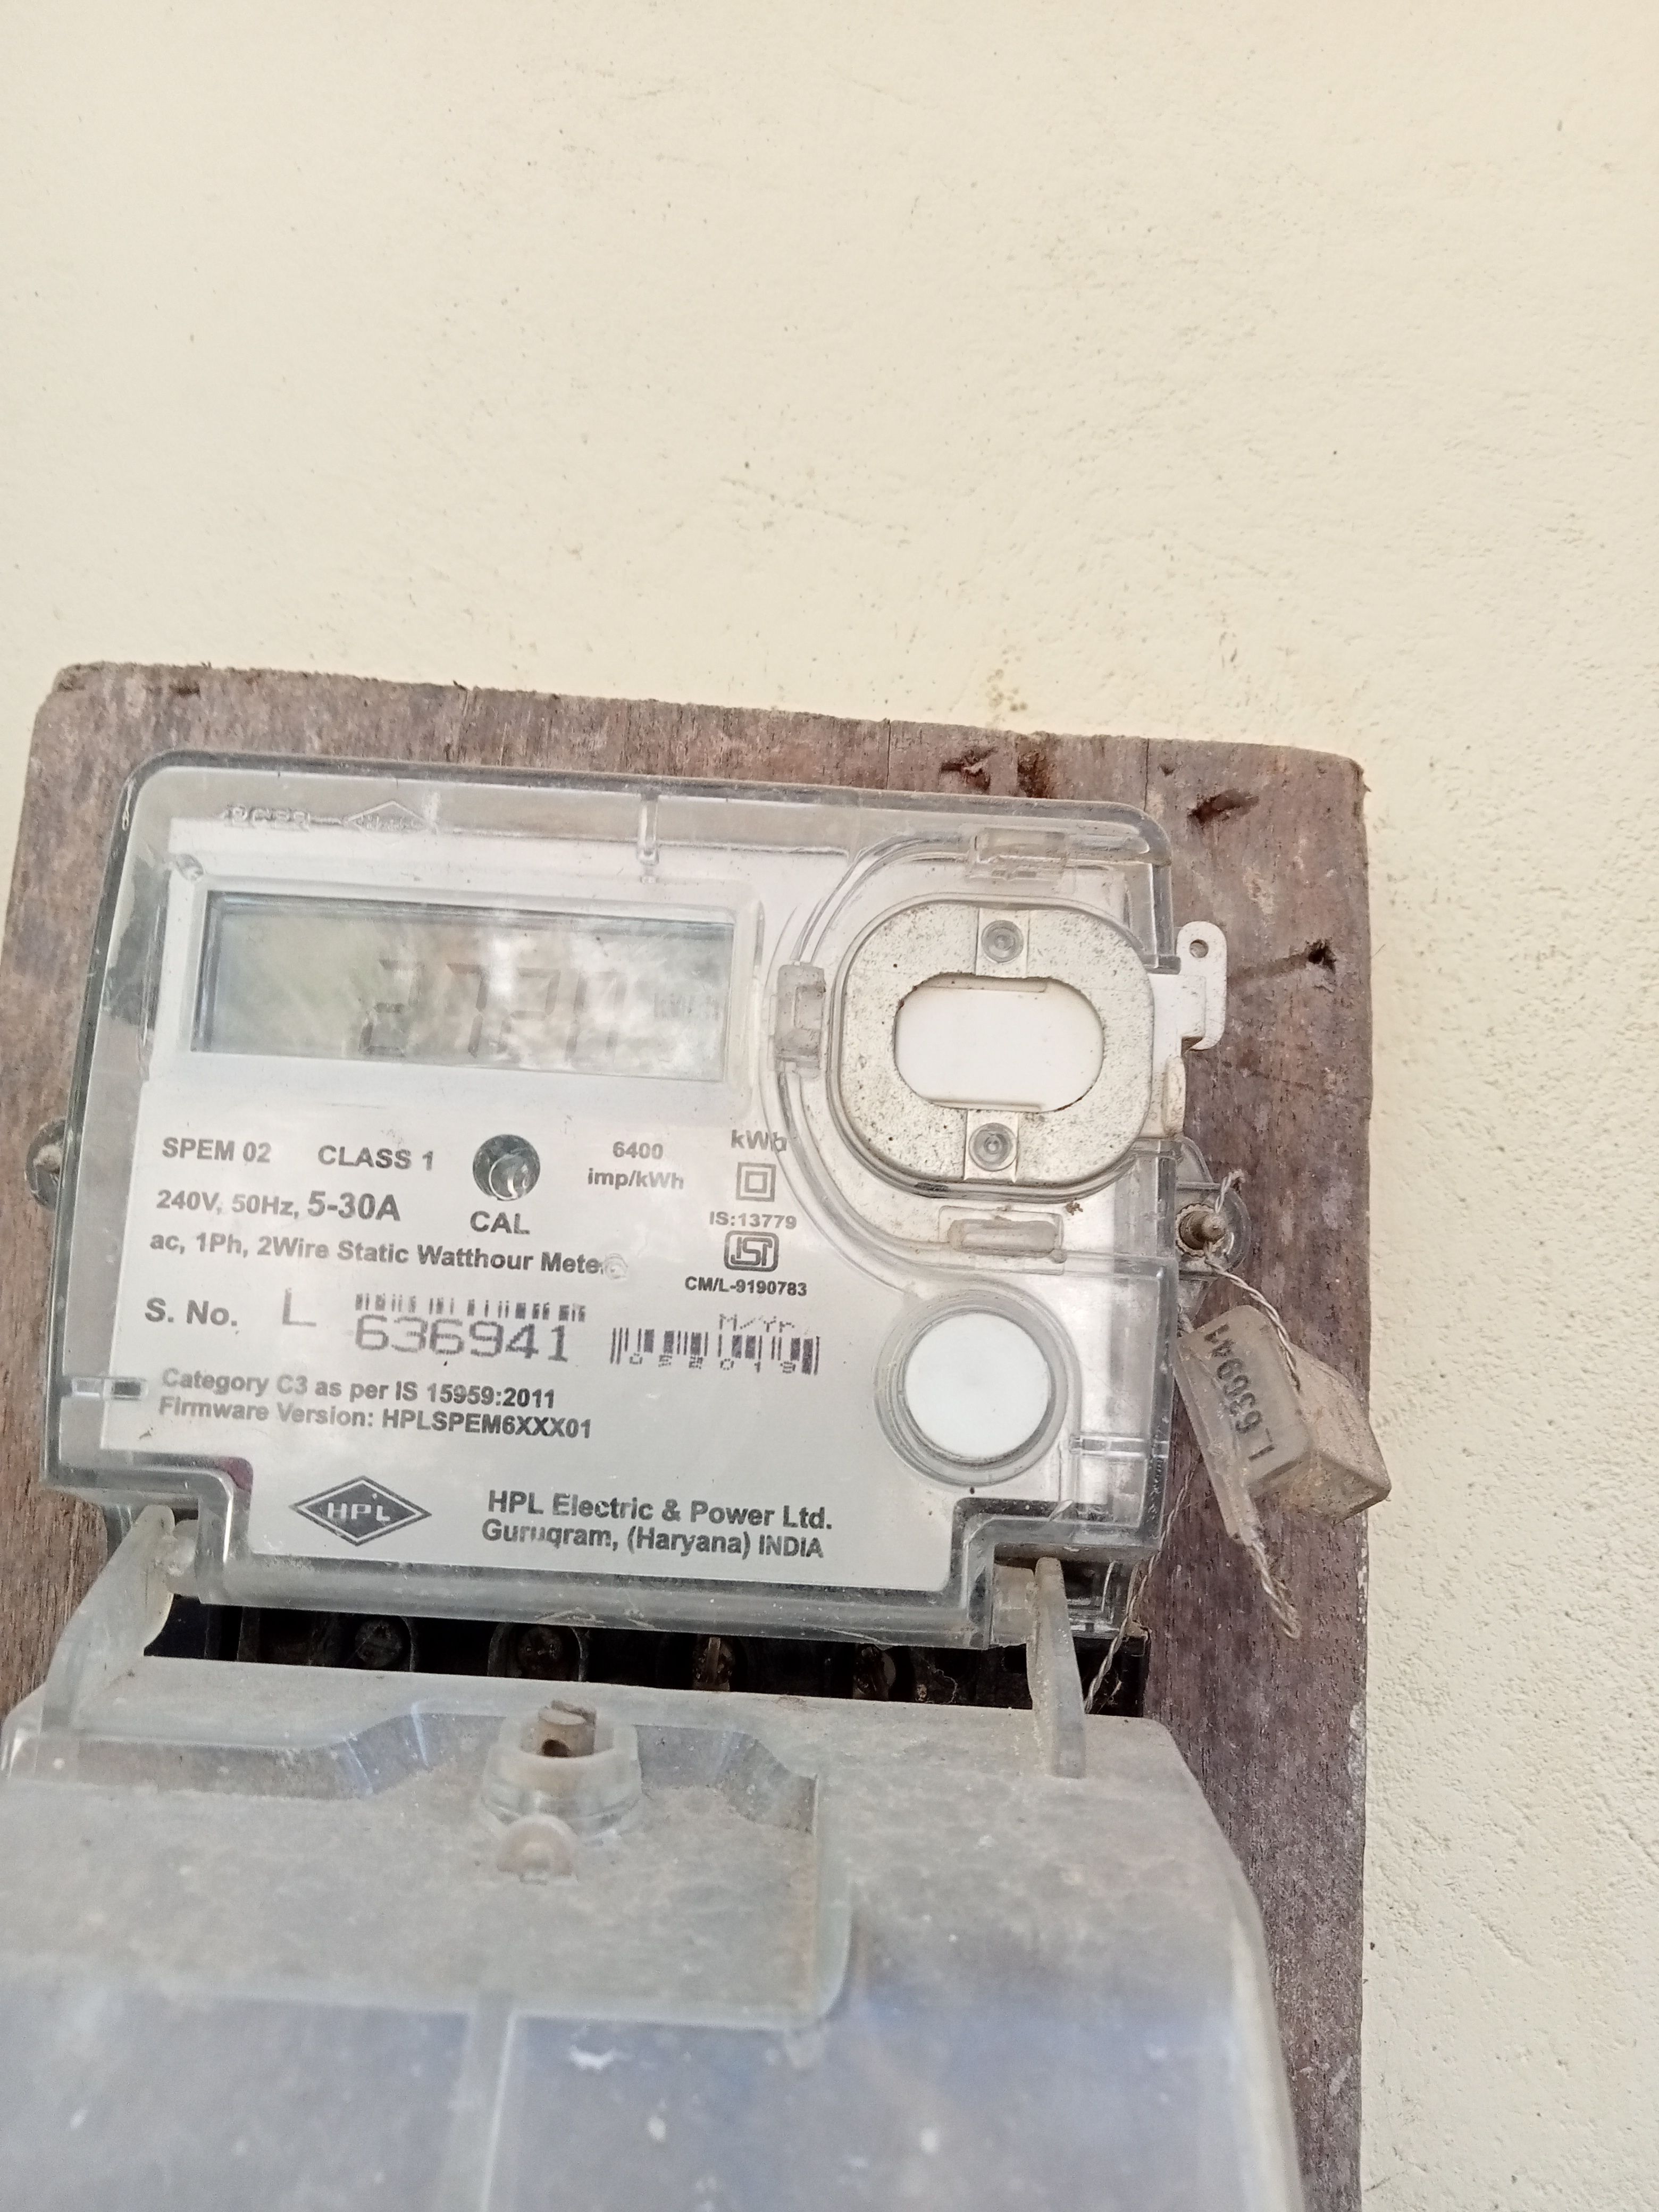 SPEM 02 CLASS 1
6400
imp/kWh
kWh
240V, 50Hz, 5-30A
CAL
IS:13779
ISI
ac, 1Ph, 2Wire Static Watthour Meter
CM/L-9190783
S. No. L
636941
M/Yr
052019
Category C3 as per IS 15959:2011
Firmware Version: HPLSPEM6XXX01
HPL
HPL Electric & Power Ltd.
Gurugram, (Haryana) INDIA
L 636941